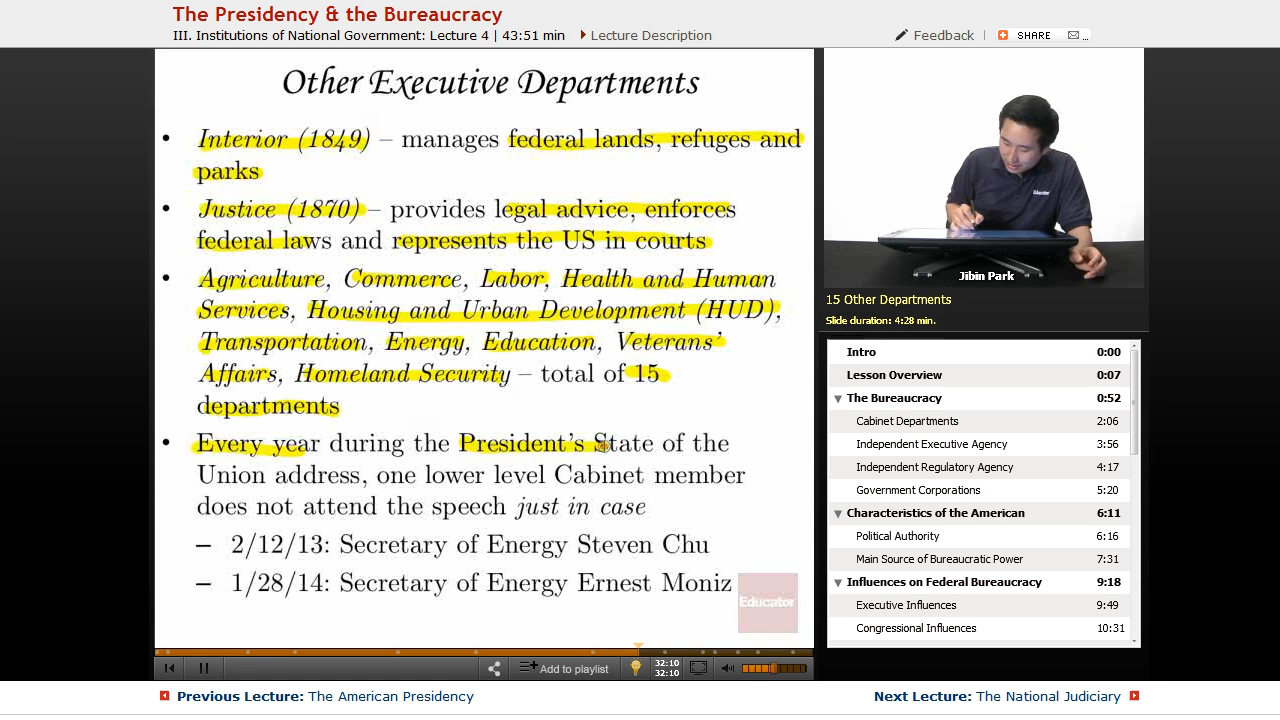 The Presidency & the Bureaucracy
III. Institutions of National Government: Lecture 4 | 43:51 min
Lecture Description
Feedback
SHARE
Other Executive Departments
• Interior (1849) – manages federal lands, refuges and
parks
• Justice (1870) – provides legal advice, enforces
federal laws and represents the US in courts
• Agriculture, Commerce, Labor, Health and Human
Services, Housing and Urban Development (HUD),
Transportation, Energy, Education, Veterans'
Affairs, Homeland Security – total of 15
departments
• Every year during the President's State of the
Union address, one lower level Cabinet member
does not attend the speech just in case
– 2/12/13: Secretary of Energy Steven Chu
– 1/28/14: Secretary of Energy Ernest Moniz
Educator
Add to playlist
32:10
32:10
Jibin Park
15 Other Departments
Slide duration: 4:28 min.
Intro 0:00
Lesson Overview 0:07
The Bureaucracy 0:52
Cabinet Departments 2:06
Independent Executive Agency 3:56
Independent Regulatory Agency 4:17
Government Corporations 5:20
Characteristics of the American 6:11
Political Authority 6:16
Main Source of Bureaucratic Power 7:31
Influences on Federal Bureaucracy 9:18
Executive Influences 9:49
Congressional Influences 10:31
Previous Lecture: The American Presidency
Next Lecture: The National Judiciary